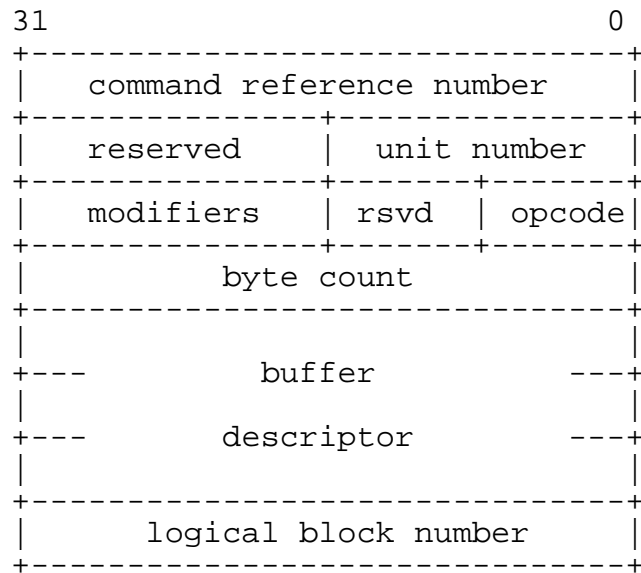 31 0
command reference number
reserved unit number
modifiers rsvd opcode
byte count
buffer
descriptor
logical block number